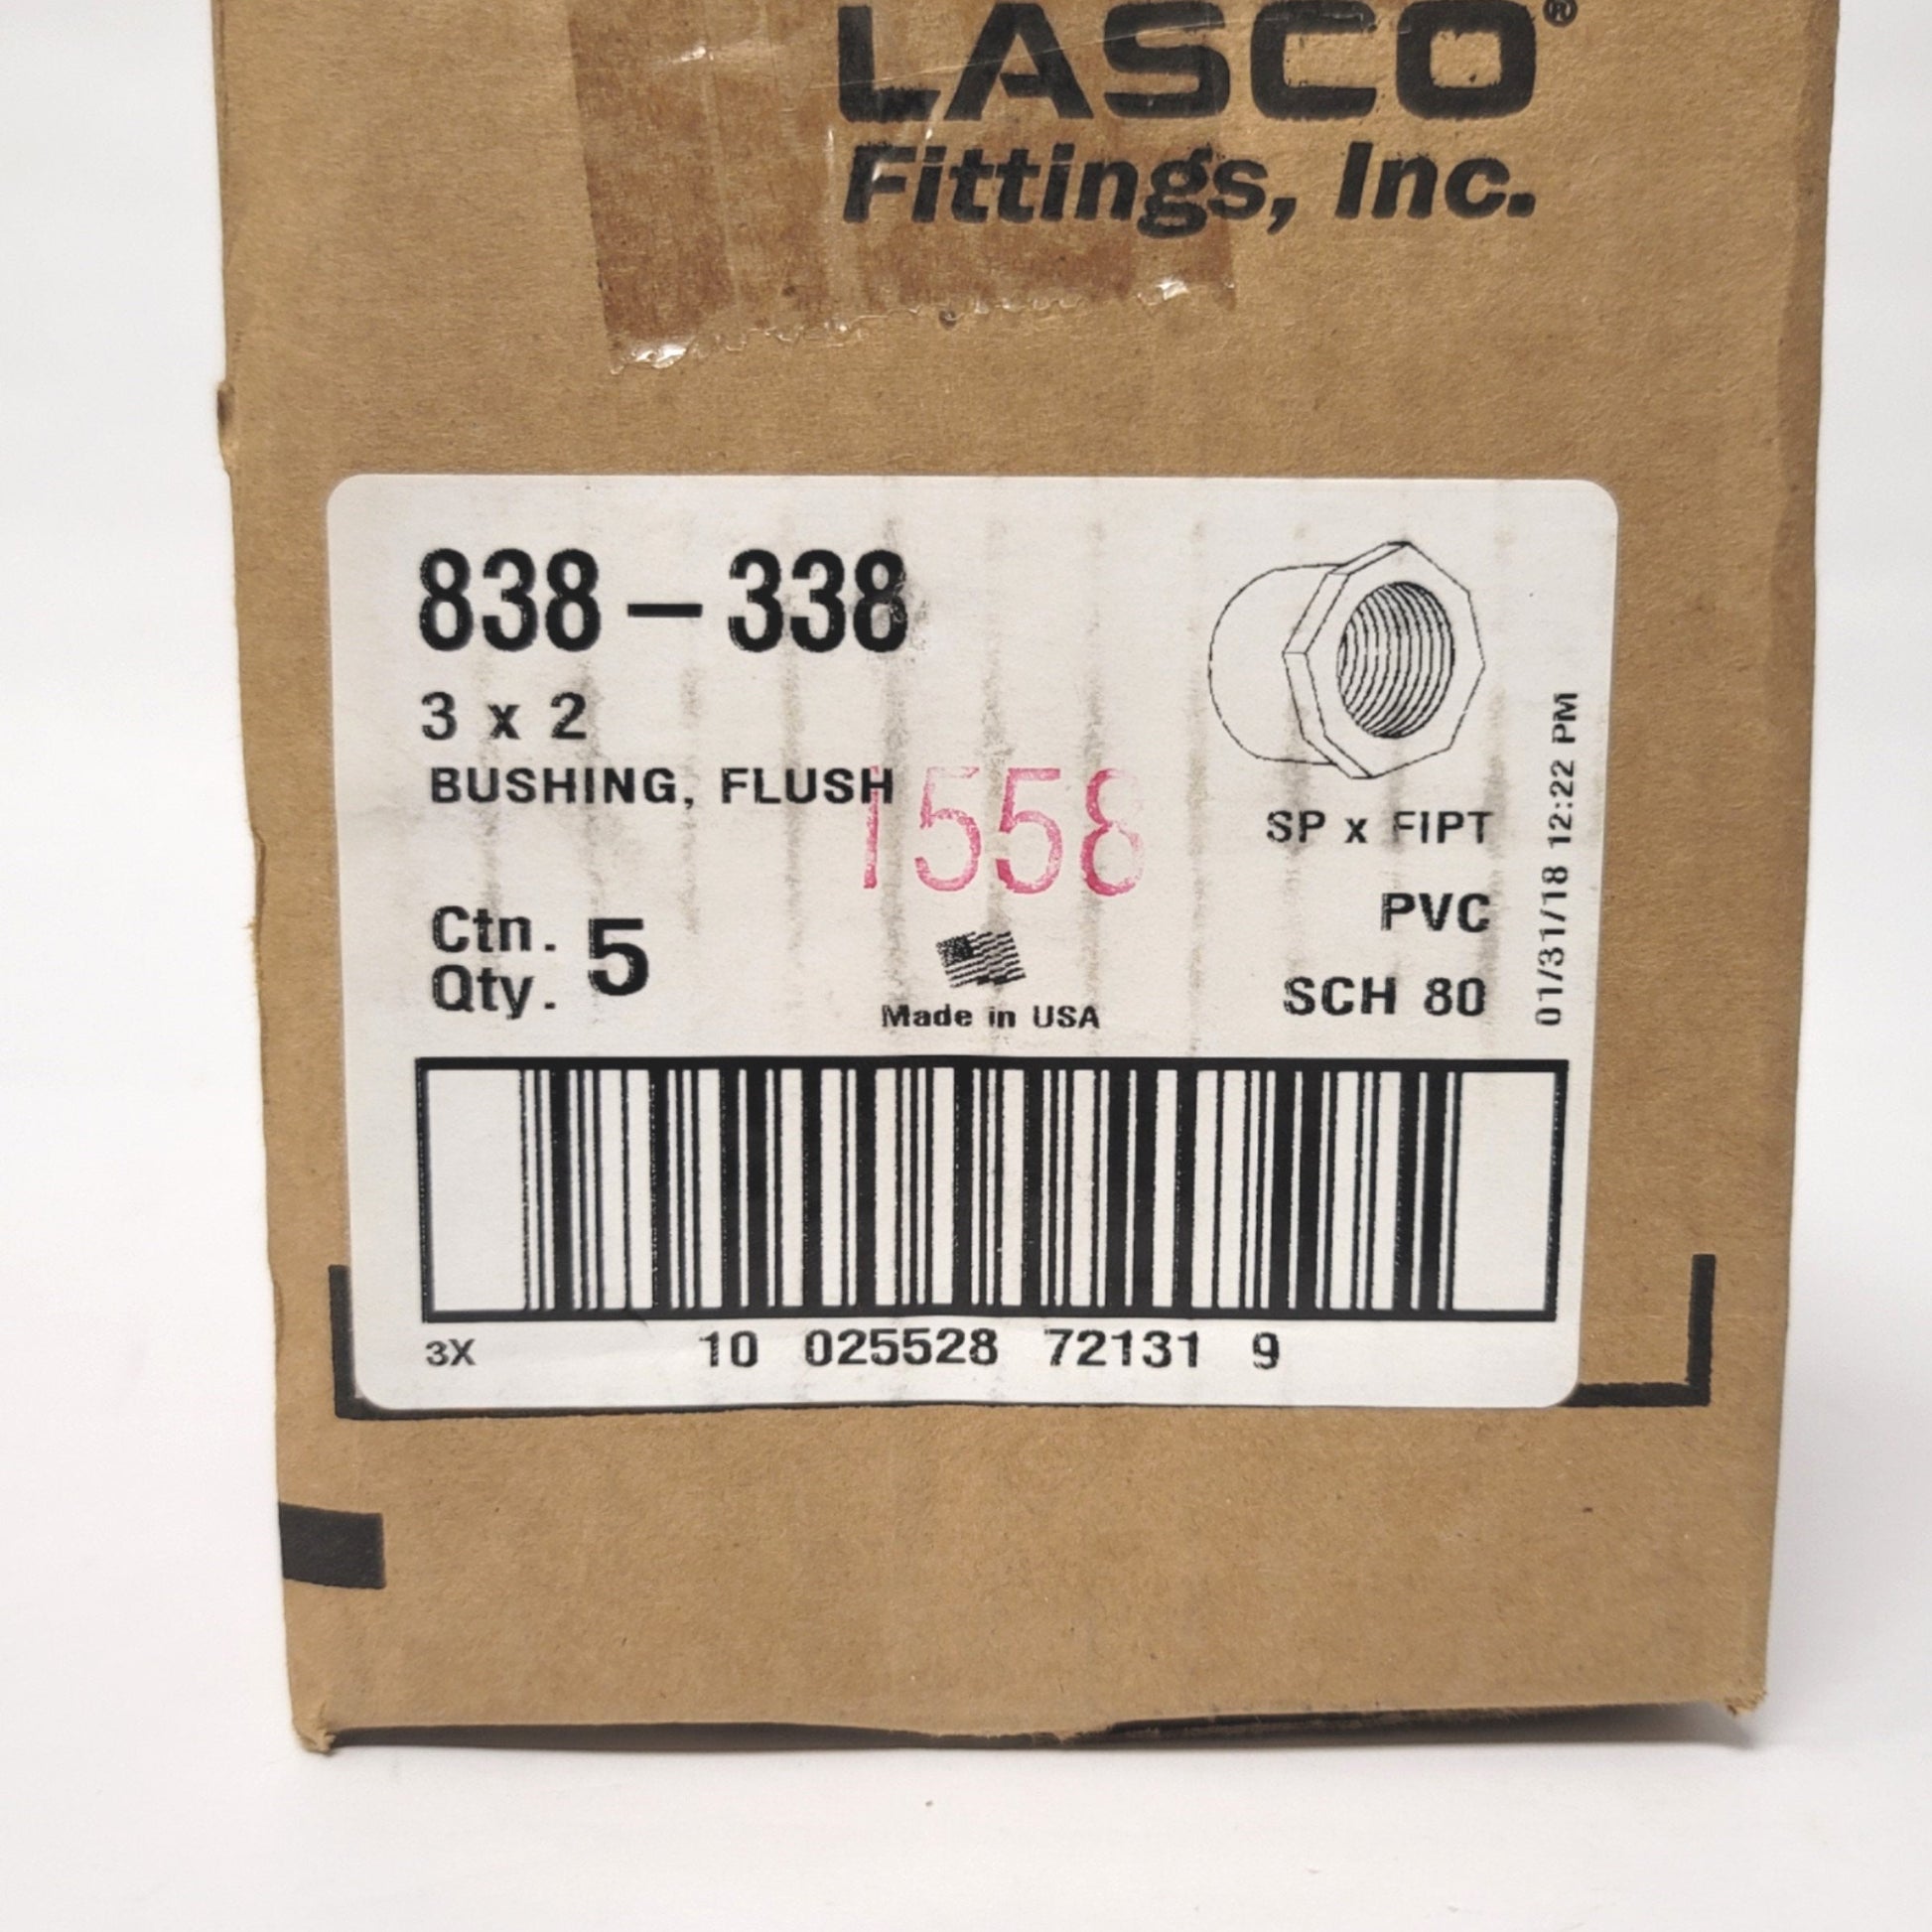 LASCO®
Fittings, Inc.
838-338
3 x 2
BUSHING, FLUSH
1558
SP x FIPT
PVC
SCH 80
01/31/18 12:22 PM
Ctn.
Qty. 5
Made in USA
3X 10 025528 72131 9